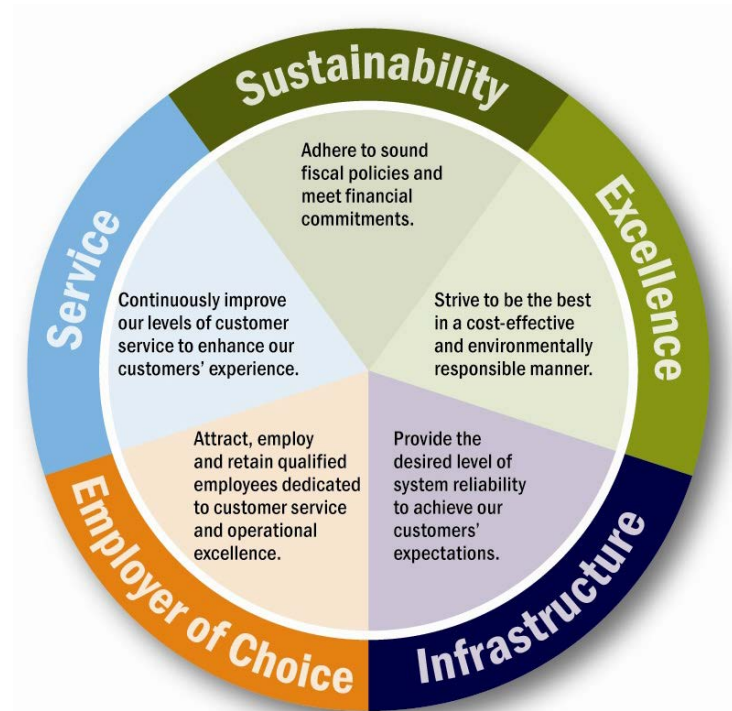 Sustainability
Adhere to sound
fiscal policies and
meet financial
commitments.
Excellence
Strive to be the best
in a cost-effective
and environmentally
responsible manner.
Infrastructure
Provide the
desired level of
system reliability
to achieve our
customers’
expectations.
Employer of Choice
Attract, employ
and retain qualified
employees dedicated
to customer service
and operational
excellence.
Service
Continuously improve
our levels of customer
service to enhance our
customers’ experience.